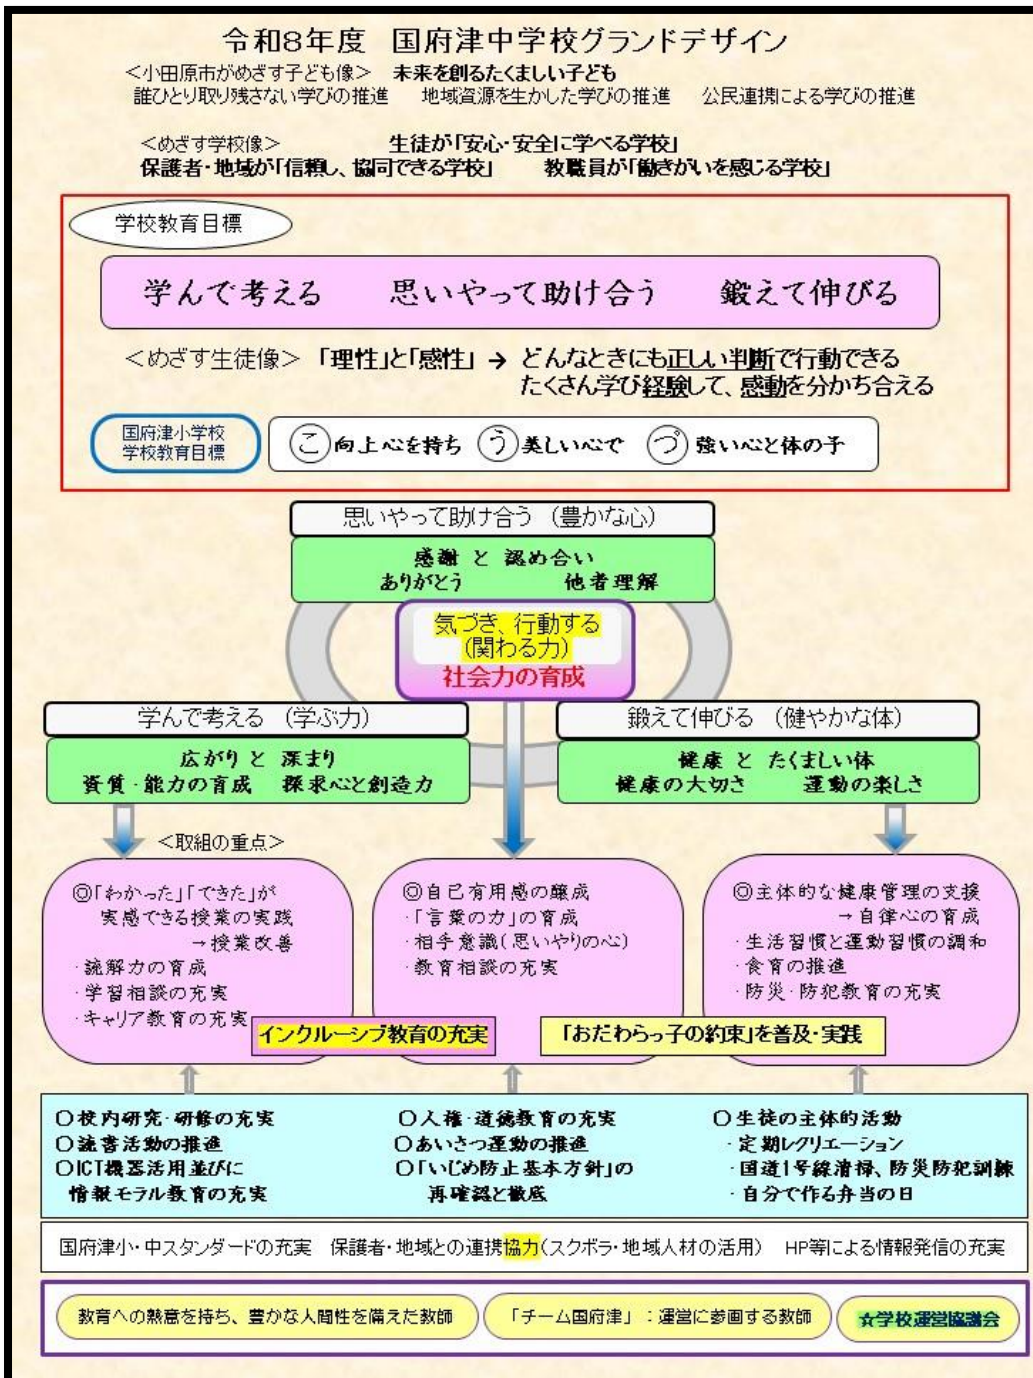 令和8年度 国府津中学校グランドデザイン
<小田原市がめざす子ども像> 未来を創るたくましい子ども
誰ひとり取り残さない学びの推進 地域資源を生かした学びの推進 公民連携による学びの推進
<めざす学校像> 生徒が「安心・安全に学べる学校」
保護者・地域が「信頼し、協同できる学校」 教職員が「働きがいを感じる学校」
学校教育目標
学んで考える 思いやって助け合う 鍛えて伸びる
<めざす生徒像> 「理性」と「感性」 → どんなときにも正しい判断で行動できる
たくさん学び経験して、感動を分かち合える
国府津小学校
学校教育目標
こ 向上心を持ち う 美しい心で づ 強い心と体の子
思いやって助け合う (豊かな心)
感謝 と 認め合い
ありがとう 他者理解
気づき、行動する
(関わる力)
社会力の育成
学んで考える (学ぶ力)
広がり と 深まり
資質・能力の育成 探求心と創造力
鍛えて伸びる (健やかな体)
健康 と たくましい体
健康の大切さ 運動の楽しさ
<取組の重点>
◎「わかった」「できた」が
実感できる授業の実践
→ 授業改善
・読解力の育成
・学習相談の充実
・キャリア教育の充実
◎自己有用感の醸成
・「言葉の力」の育成
・相手意識(思いやりの心)
・教育相談の充実
◎主体的な健康管理の支援
→ 自律心の育成
・生活習慣と運動習慣の調和
・食育の推進
・防災・防犯教育の充実
インクルーシブ教育の充実
「おだわらっ子の約束」を普及・実践
〇校内研究・研修の充実
〇読書活動の推進
〇ICT機器活用並びに
情報モラル教育の充実
〇人権・道徳教育の充実
〇あいさつ運動の推進
〇「いじめ防止基本方針」の
再確認と徹底
〇生徒の主体的活動
・定期レクリエーション
・国道1号線清掃、防災防犯訓練
・自分で作る弁当の日
国府津小・中スタンダードの充実 保護者・地域との連携協力(スクボラ・地域人材の活用) HP等による情報発信の充実
教育への熱意を持ち、豊かな人間性を備えた教師
「チーム国府津」:運営に参画する教師
☆学校運営協議会